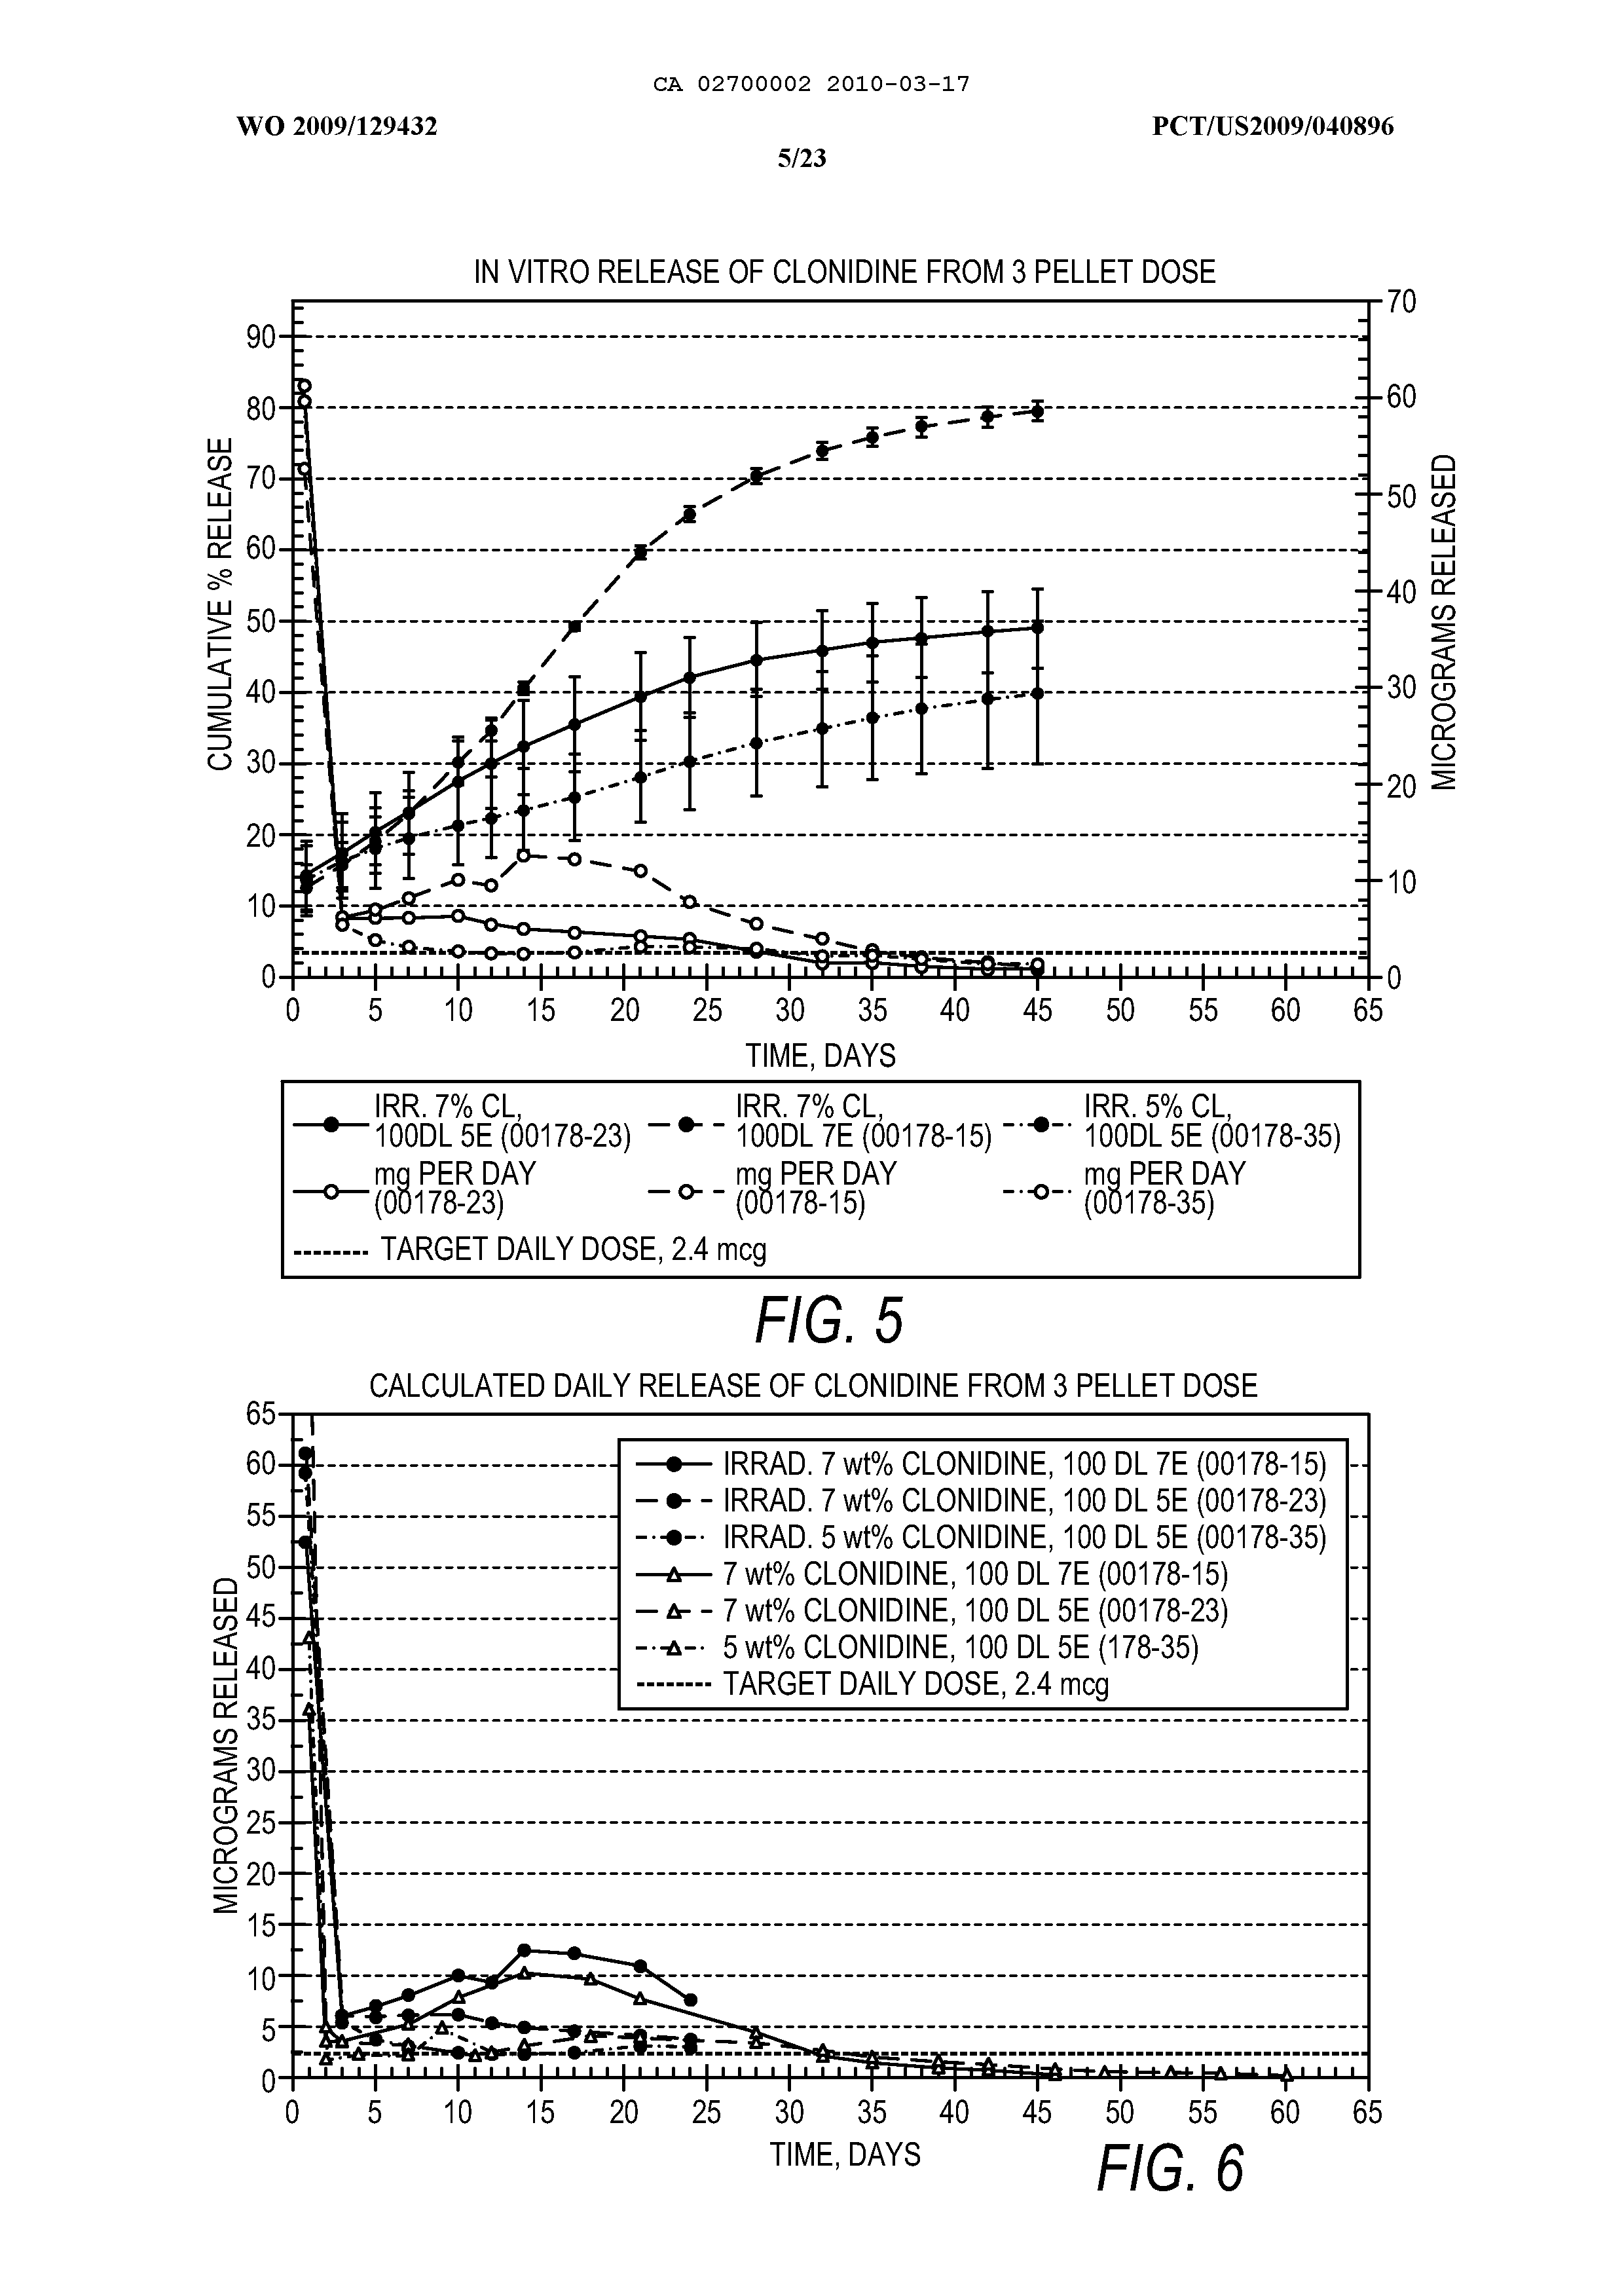 CA 02700002 2010-03-17
WO 2009/129432
PCT/US2009/040896
5/23
IN VITRO RELEASE OF CLONIDINE FROM 3 PELLET DOSE
CUMULATIVE % RELEASE
90
80
70
60
50
40
30
20
10
0
70
60
50
40
30
20
10
0
MICROGRAMS RELEASED
0 5 10 15 20 25 30 35 40 45 50 55 60 65
TIME, DAYS
IRR. 7% CL,
100DL 5E (00178-23)
IRR. 7% CL,
100DL 7E (00178-15)
IRR. 5% CL,
100DL 5E (00178-35)
mg PER DAY
(00178-23)
mg PER DAY
(00178-15)
mg PER DAY
(00178-35)
TARGET DAILY DOSE, 2.4 mcg
FIG. 5
CALCULATED DAILY RELEASE OF CLONIDINE FROM 3 PELLET DOSE
MICROGRAMS RELEASED
65
60
55
50
45
40
35
30
25
20
15
10
5
0
IRRAD. 7 wt% CLONIDINE, 100 DL 7E (00178-15)
IRRAD. 7 wt% CLONIDINE, 100 DL 5E (00178-23)
IRRAD. 5 wt% CLONIDINE, 100 DL 5E (00178-35)
7 wt% CLONIDINE, 100 DL 7E (00178-15)
7 wt% CLONIDINE, 100 DL 5E (00178-23)
5 wt% CLONIDINE, 100 DL 5E (178-35)
TARGET DAILY DOSE, 2.4 mcg
0 5 10 15 20 25 30 35 40 45 50 55 60 65
TIME, DAYS
FIG. 6